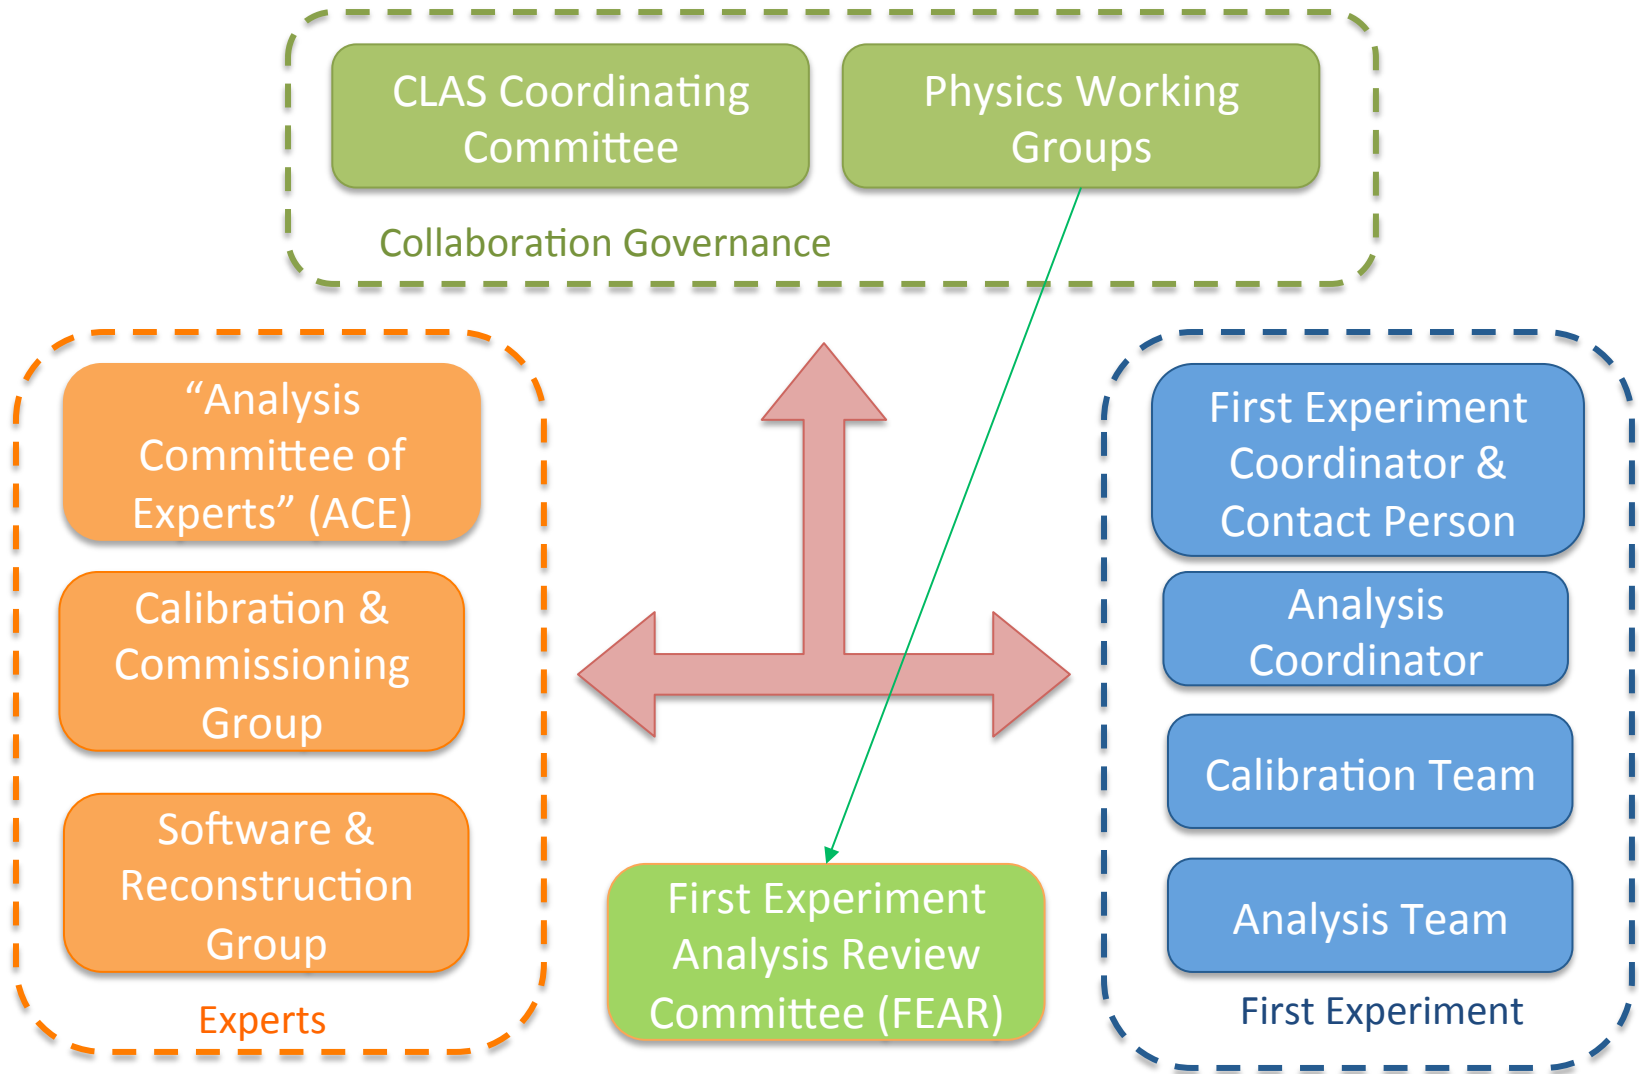 CLAS Coordinating
Committee
Physics Working
Groups
Collaboration Governance
“Analysis
Committee of
Experts” (ACE)
Calibration &
Commissioning
Group
Software &
Reconstruction
Group
Experts
First Experiment
Analysis Review
Committee (FEAR)
First Experiment
Coordinator &
Contact Person
Analysis
Coordinator
Calibration Team
Analysis Team
First Experiment